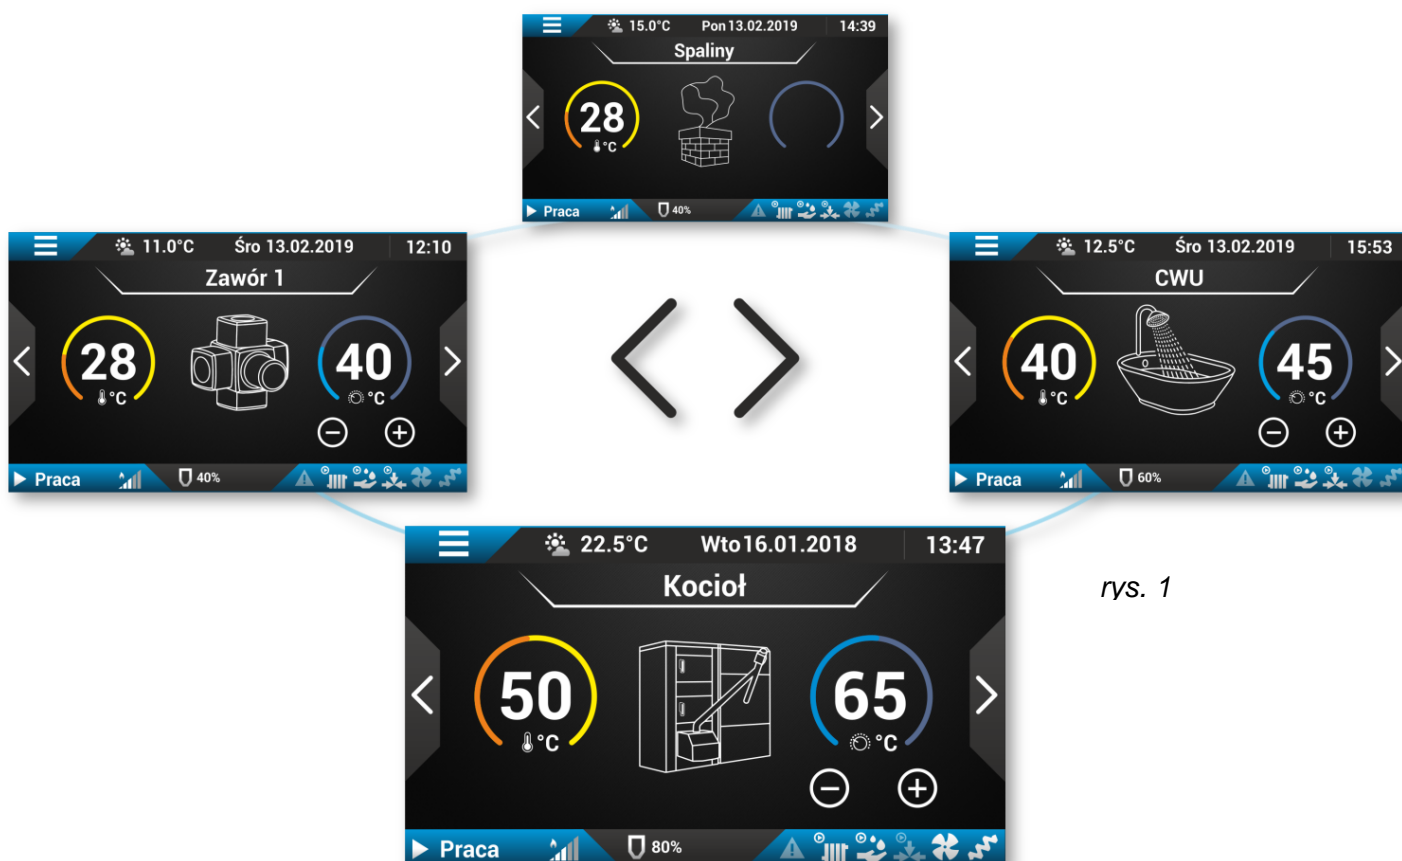 15.0°C Pon 13.02.2019 14:39
Spaliny
28
°C
Praca 40%
11.0°C Śro 13.02.2019 12:10
Zawór 1
28 40
°C °C
Praca 40%
12.5°C Śro 13.02.2019 15:53
CWU
40 45
°C °C
Praca 60%
22.5°C Wto 16.01.2018 13:47
Kocioł
50 65
°C °C
Praca 80%
rys. 1